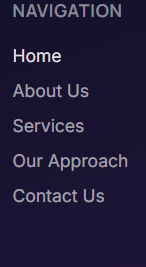 NAVIGATION
Home
About Us
Services
Our Approach
Contact Us